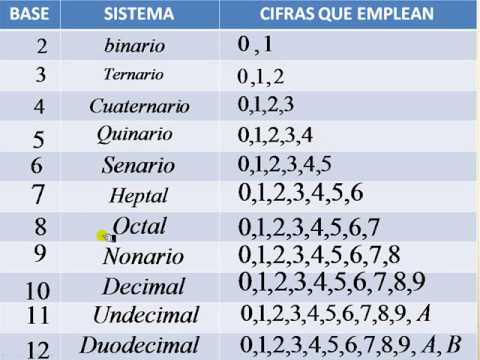 BASE SISTEMA CIFRAS QUE EMPLEAN
2 binario 0 , 1
3 Ternario 0,1,2
4 Cuaternario 0,1,2,3
5 Quinario 0,1,2,3,4
6 Senario 0,1,2,3,4,5
7 Heptal 0,1,2,3,4,5,6
8 Octal 0,1,2,3,4,5,6,7
9 Nonario 0,1,2,3,4,5,6,7,8
10 Decimal 0,1,2,3,4,5,6,7,8,9
11 Undecimal 0,1,2,3,4,5,6,7,8,9, A
12 Duodecimal 0,1,2,3,4,5,6,7,8,9, A, B